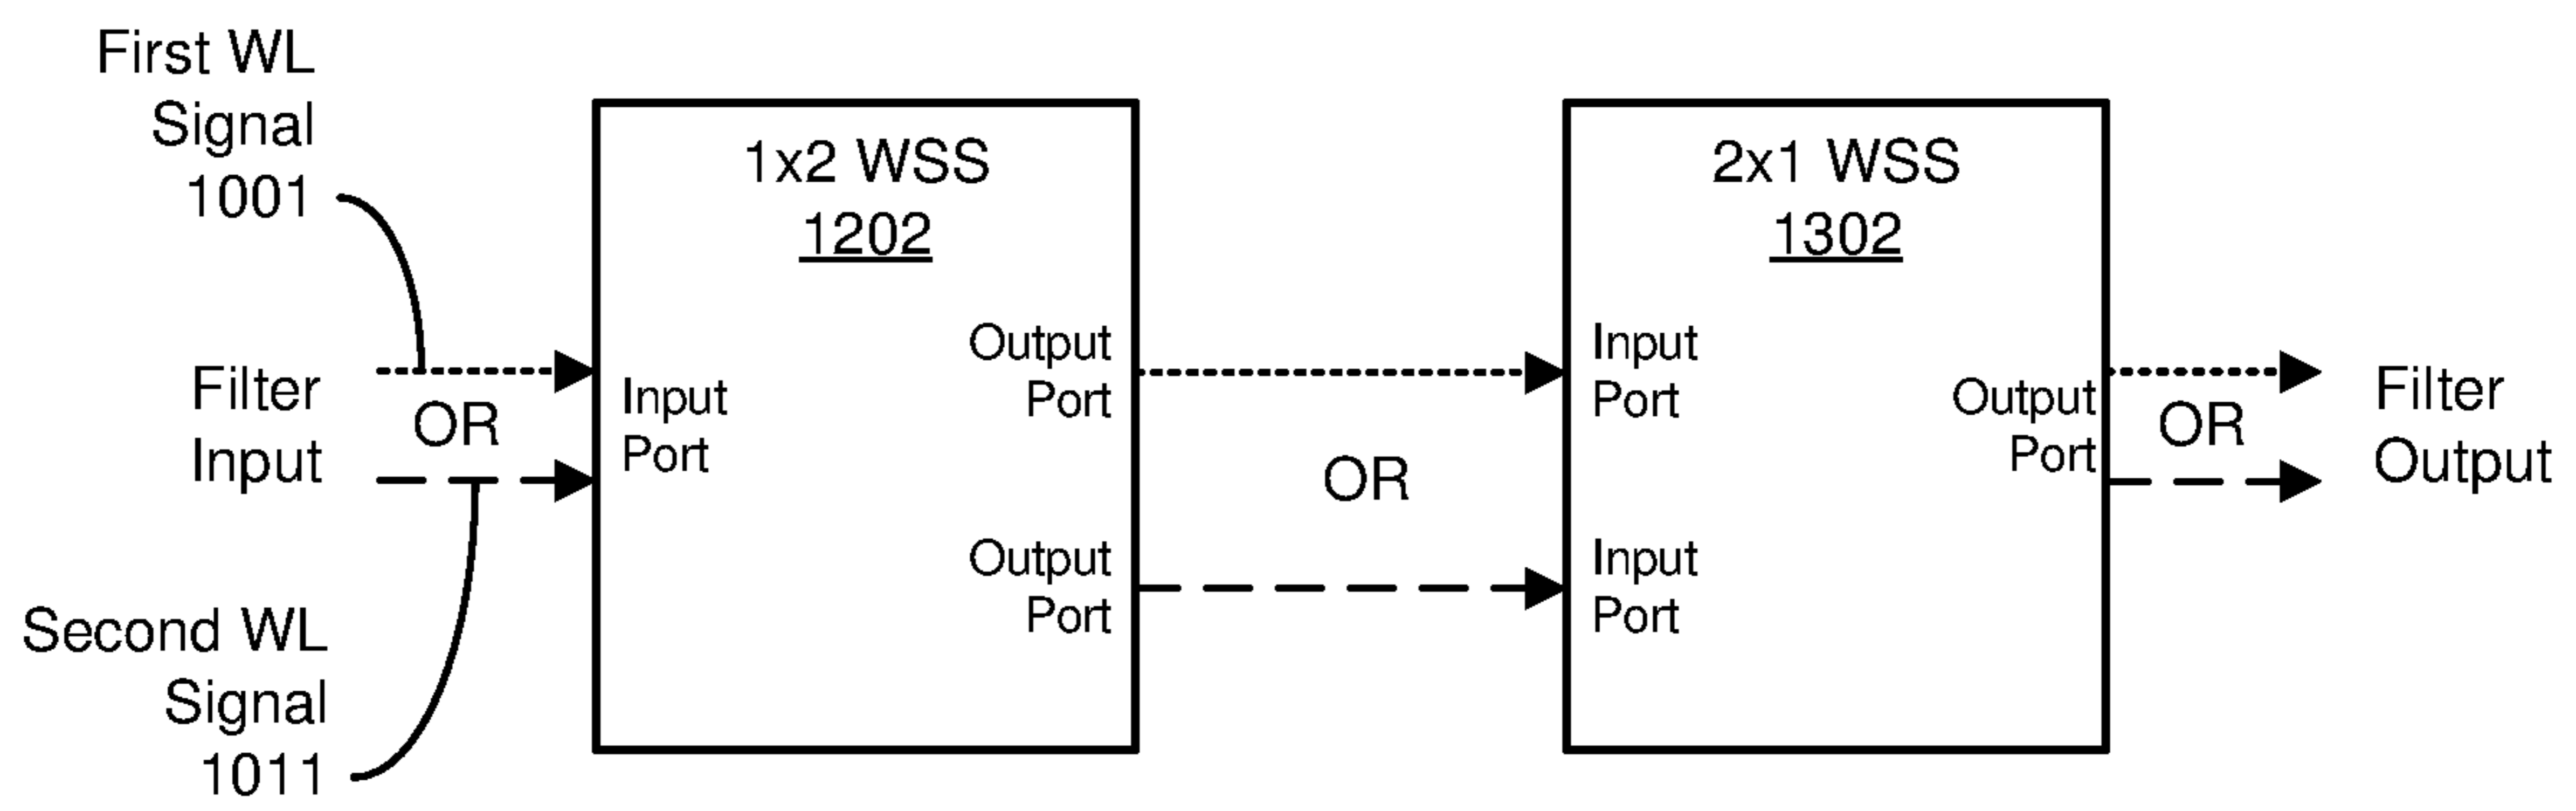 First WL
Signal
1001
Filter
Input
OR
Second WL
Signal
1011
1x2 WSS
1202
Input
Port
Output
Port
Output
Port
OR
2x1 WSS
1302
Input
Port
Input
Port
Output
Port
OR
Filter
Output